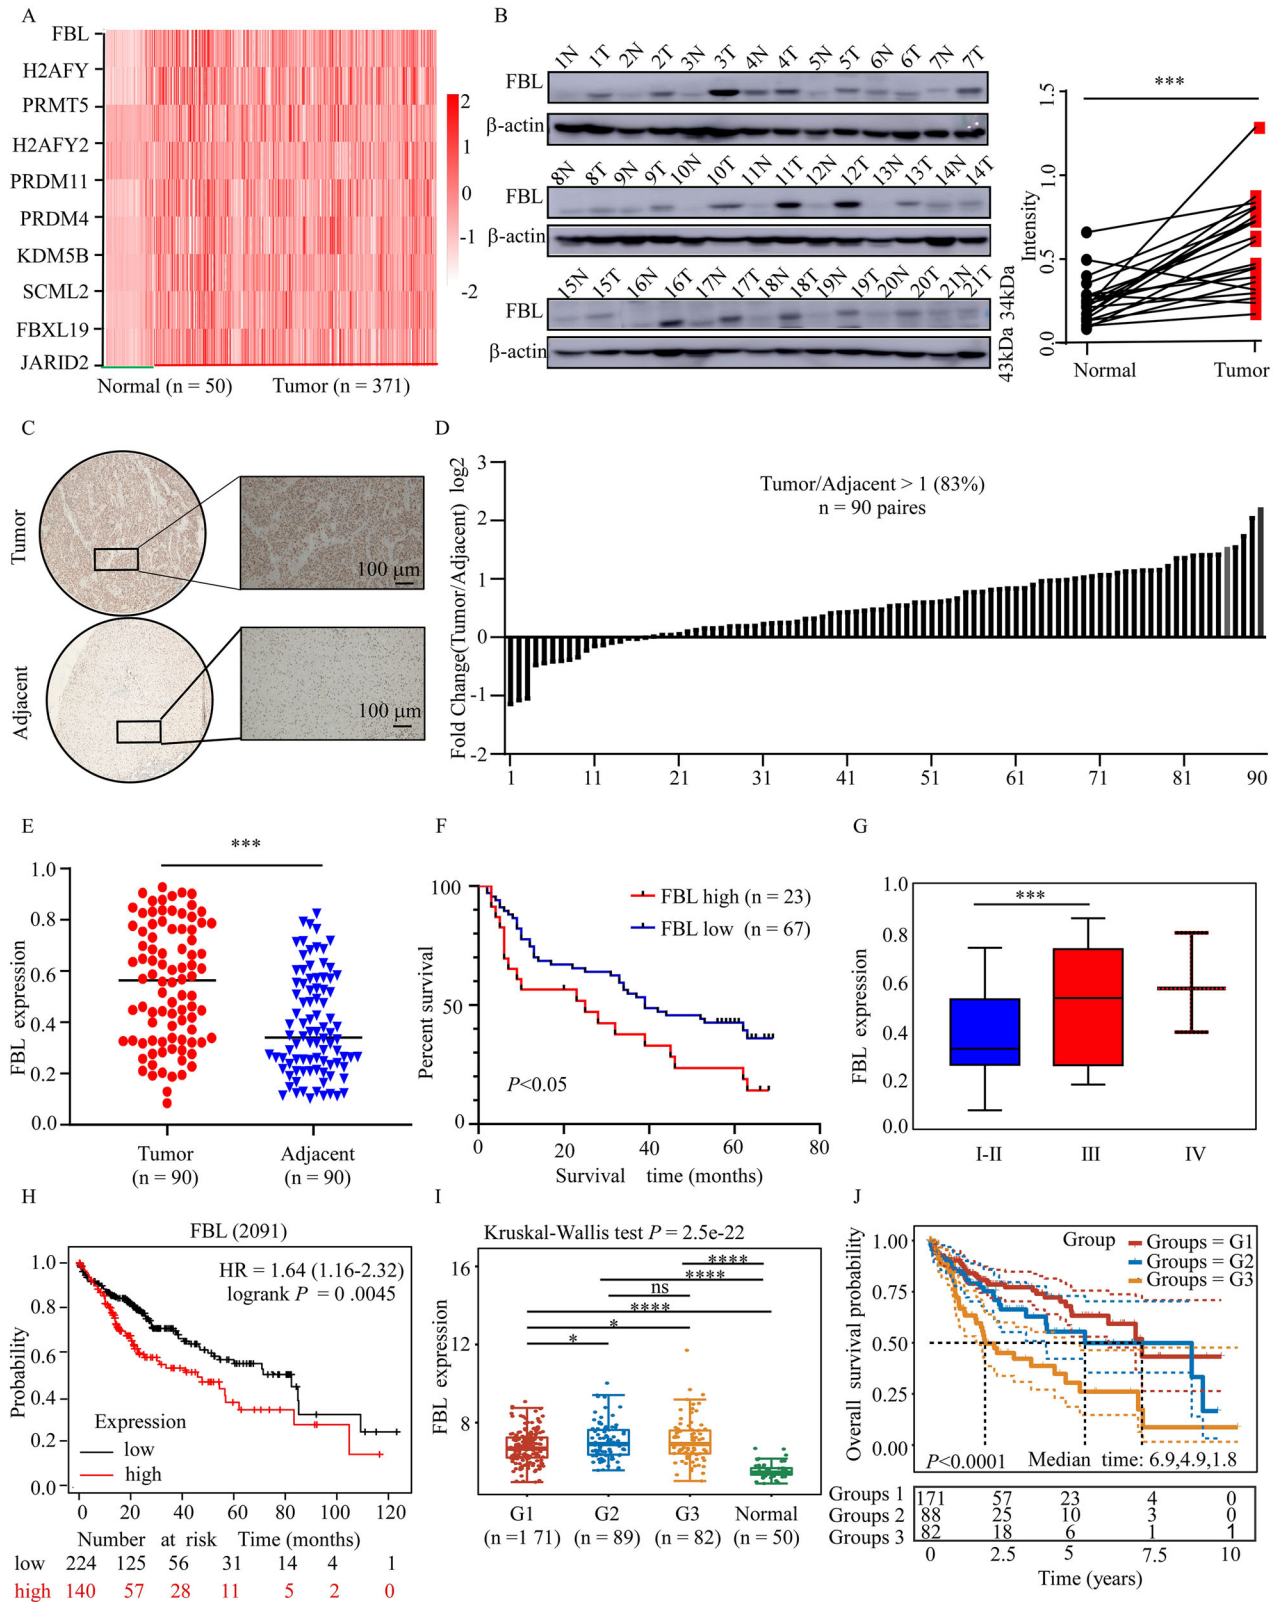 A
FBL
H2AFY
PRMT5
H2AFY2
PRDM11
PRDM4
KDM5B
SCML2
FBXL19
JARID2
2
1
0
-1
-2
Normal (n = 50) Tumor (n = 371)
B
1N 1T 2N 2T 3N 3T 4N 4T 5N 5T 6N 6T 7N 7T
FBL
β-actin
8N 8T 9N 9T 10N 10T 11N 11T 12N 12T 13N 13T 14N 14T
FBL
β-actin
15N 15T 16N 16T 17N 17T 18N 18T 19N 19T 20N 20T 21N 21T
FBL
β-actin
43kDa 34kDa
***
Intensity
1.5
1.0
0.5
0.0
Normal Tumor
C
Tumor
100 µm
Adjacent
100 µm
D
Fold Change(Tumor/Adjacent) log2
Tumor/Adjacent > 1 (83%)
n = 90 paires
3
2
1
0
-1
-2
1 11 21 31 41 51 61 71 81 90
E
***
FBL expression
1.0
0.8
0.6
0.4
0.2
0.0
Tumor Adjacent
(n = 90) (n = 90)
F
Percent survival
100
50
0
FBL high (n = 23)
FBL low (n = 67)
P<0.05
0 20 40 60 80
Survival time (months)
G
***
FBL expression
1.0
0.8
0.6
0.4
0.2
0.0
I-II III IV
H
FBL (2091)
HR = 1.64 (1.16-2.32)
logrank P = 0 .0045
Probability
1.0
0.8
0.6
0.4
0.2
0.0
Expression
low
high
0 20 40 60 80 100 120
Number at risk Time (months)
low 224 125 56 31 14 4 1
high 140 57 28 11 5 2 0
I
Kruskal-Wallis test P = 2.5e-22
****
****
ns
****
*
*
FBL expression
16
12
8
G1 G2 G3 Normal
(n =1 71) (n = 89) (n = 82) (n = 50)
J
Overall survival probability
1.00
0.75
0.50
0.25
0.00
Group Groups = G1
Groups = G2
Groups = G3
P<0.0001 Median time: 6.9,4.9,1.8
Groups 1 171 57 23 4 0
Groups 2 88 25 10 3 0
Groups 3 82 18 6 1 1
0 2.5 5 7.5 10
Time (years)